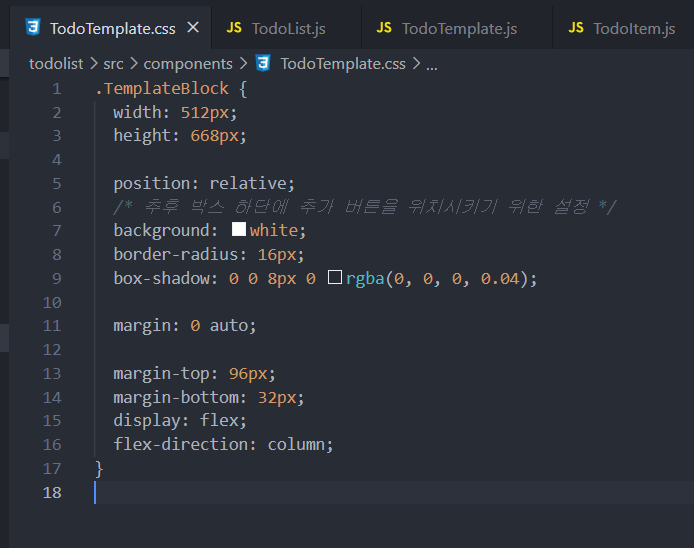 TodoTemplate.css × JS TodoList.js JS TodoTemplate.js JS TodoItem.js
todolist > src > components > TodoTemplate.css > ...
1 .TemplateBlock {
2 width: 512px;
3 height: 668px;
4
5 position: relative;
6 /* 추후 박스 하단에 추가 버튼을 위치시키기 위한 설정 */
7 background: white;
8 border-radius: 16px;
9 box-shadow: 0 0 8px 0 rgba(0, 0, 0, 0.04);
10
11 margin: 0 auto;
12
13 margin-top: 96px;
14 margin-bottom: 32px;
15 display: flex;
16 flex-direction: column;
17 }
18